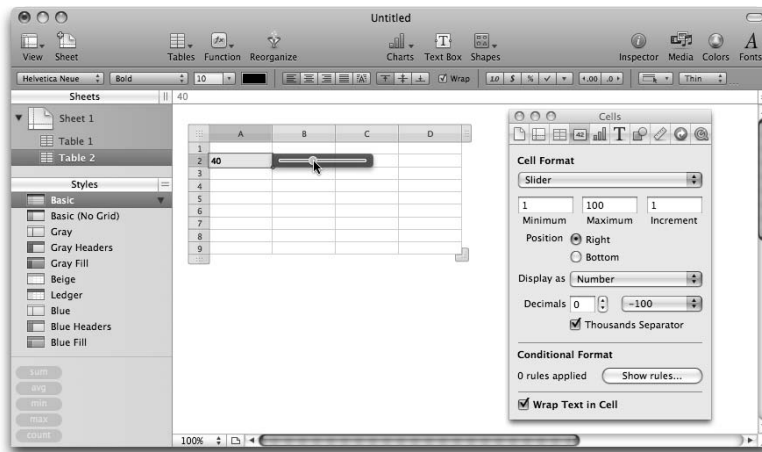 Untitled
View Sheet Tables Function Reorganize Charts Text Box Shapes Inspector Media Colors Fonts
Helvetica Neue Bold 10 Wrap 1.0 $ % Thin
Sheets 40
Sheet 1
Table 1
Table 2
Styles
Basic
Basic (No Grid)
Gray
Gray Headers
Gray Fill
Beige
Ledger
Blue
Blue Headers
Blue Fill
sum
avg
min
max
count
A B C D
1
2 40
3
4
5
6
7
8
9
100%
Cells
42 T
Cell Format
Slider
1 100 1
Minimum Maximum Increment
Position Right
Bottom
Display as Number
Decimals 0 -100
Thousands Separator
Conditional Format
0 rules applied Show rules...
Wrap Text in Cell